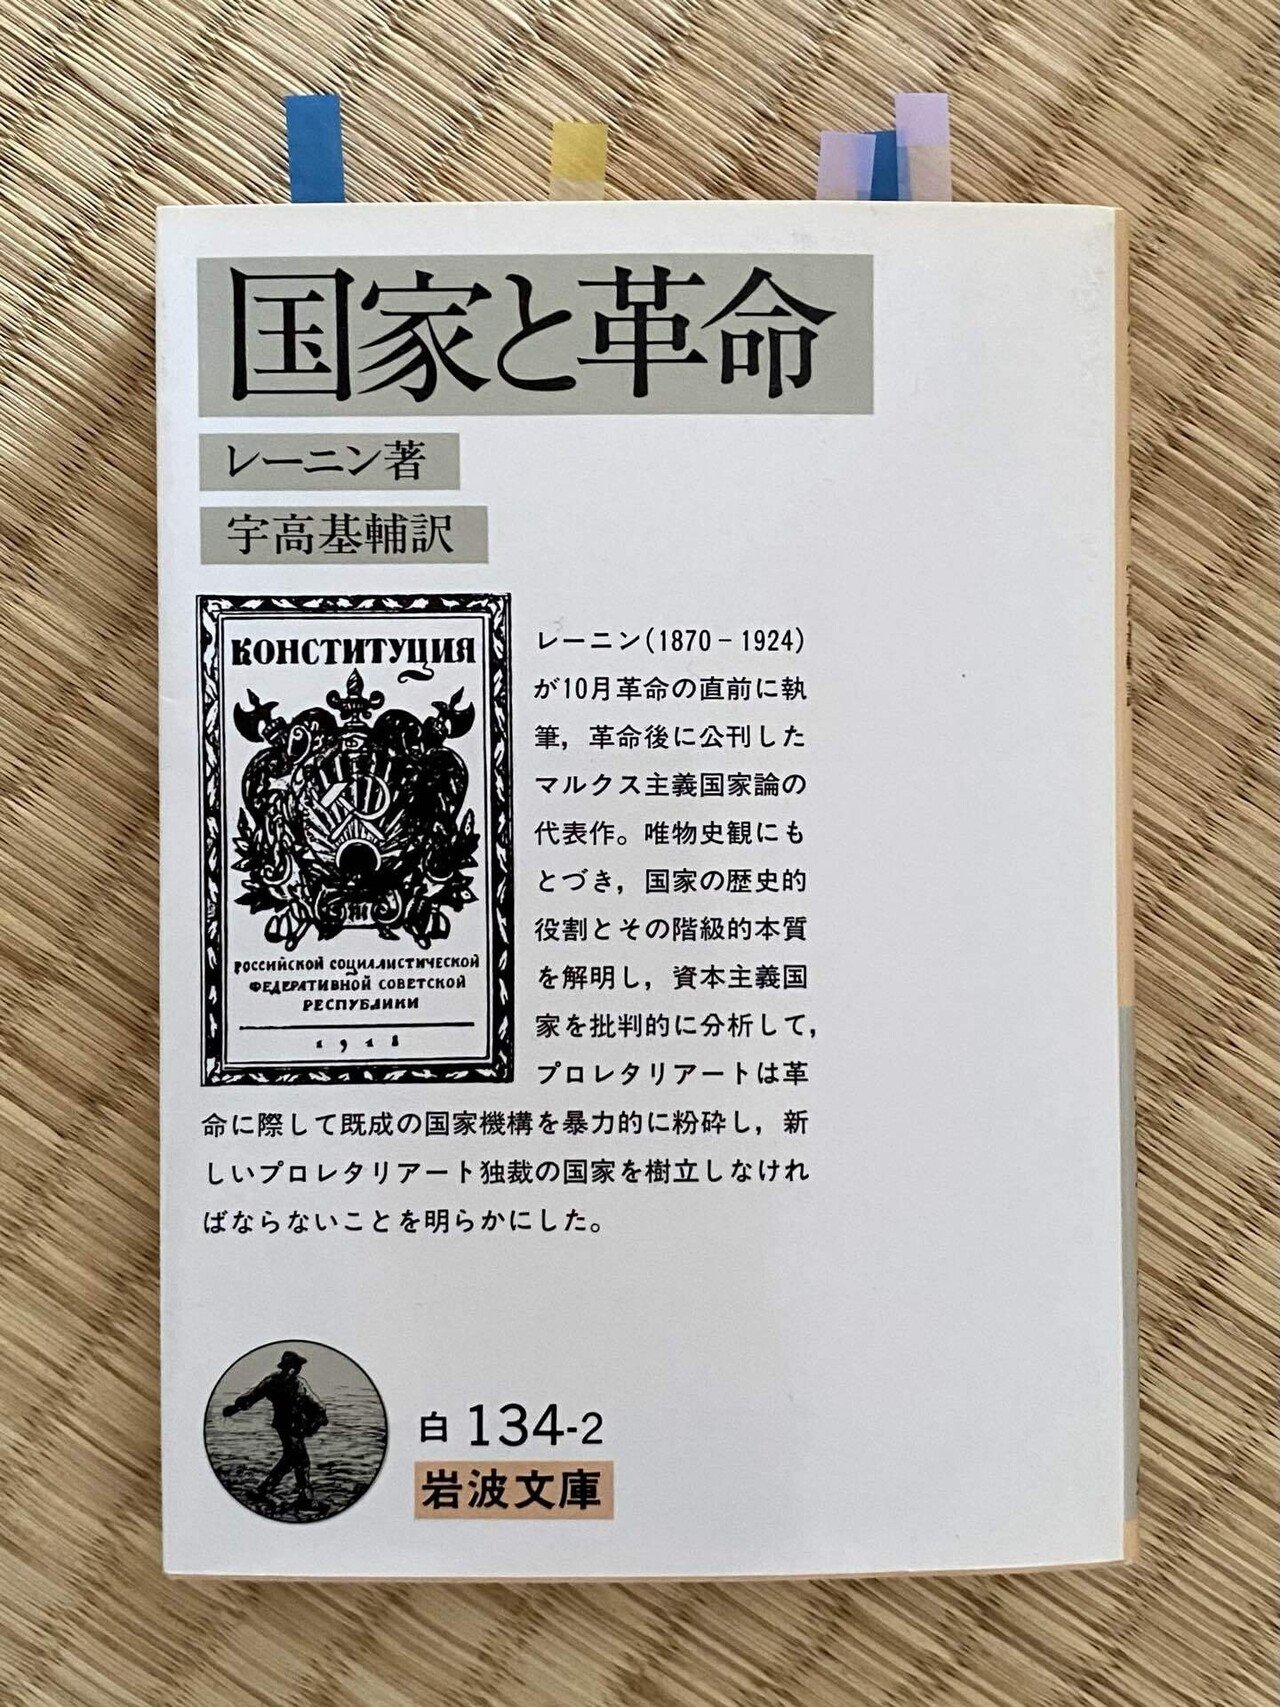 国家と革命
レーニン著
宇高基輔訳
КОНСТИТУЦИЯ
РОССИЙСКОЙ СОЦИАЛИСТИЧЕСКОЙ
ФЕДЕРАТИВНОЙ СОВЕТСКОЙ
РЕСПУБЛИКИ
1918
レーニン(1870-1924)
が10月革命の直前に執
筆，革命後に公刊した
マルクス主義国家論の
代表作。唯物史観にも
とづき，国家の歴史的
役割とその階級的本質
を解明し，資本主義国
家を批判的に分析して，
プロレタリアートは革
命に際して既成の国家機構を暴力的に粉砕し，新
しいプロレタリアート独裁の国家を樹立しなけれ
ばならないことを明らかにした。
白 134-2
岩波文庫